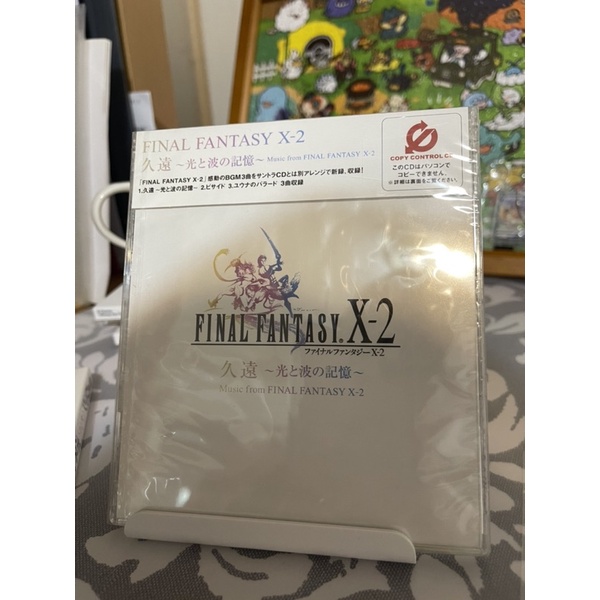 FINAL FANTASY X-2
久遠 ～光と波の記憶～ Music from FINAL FANTASY X-2
「FINAL FANTASY X-2」感動のBGM3曲をサントラCDとは別アレンジで新録、収録!
1.久遠 ～光と波の記憶～ 2.ビサイド 3.ユウナのバラード 3曲収録
COPY CONTROL C
このCDはパソコンで
コピーできません。
※詳細は裏面をご覧ください。
FINAL FANTASY X-2
ファイナルファンタジーX-2
久遠 ～光と波の記憶～
Music from FINAL FANTASY X-2